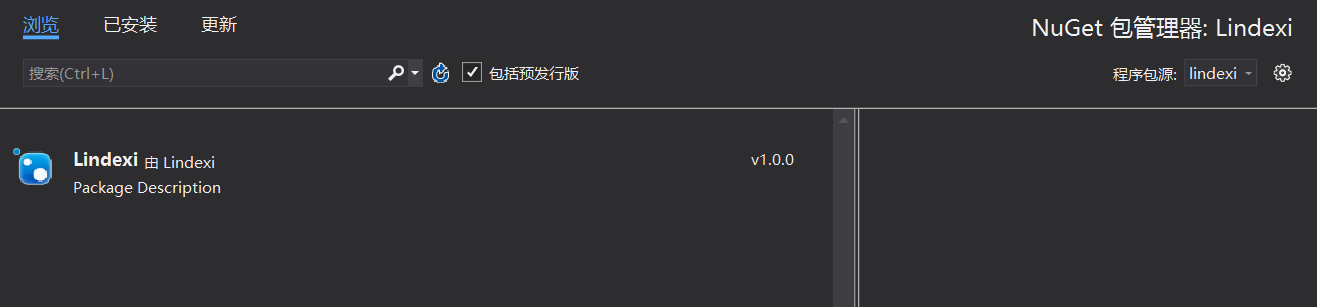 浏览 已安装 更新 NuGet 包管理器: Lindexi
搜索(Ctrl+L) 包括预发行版 程序包源: lindexi
Lindexi 由 Lindexi v1.0.0
Package Description